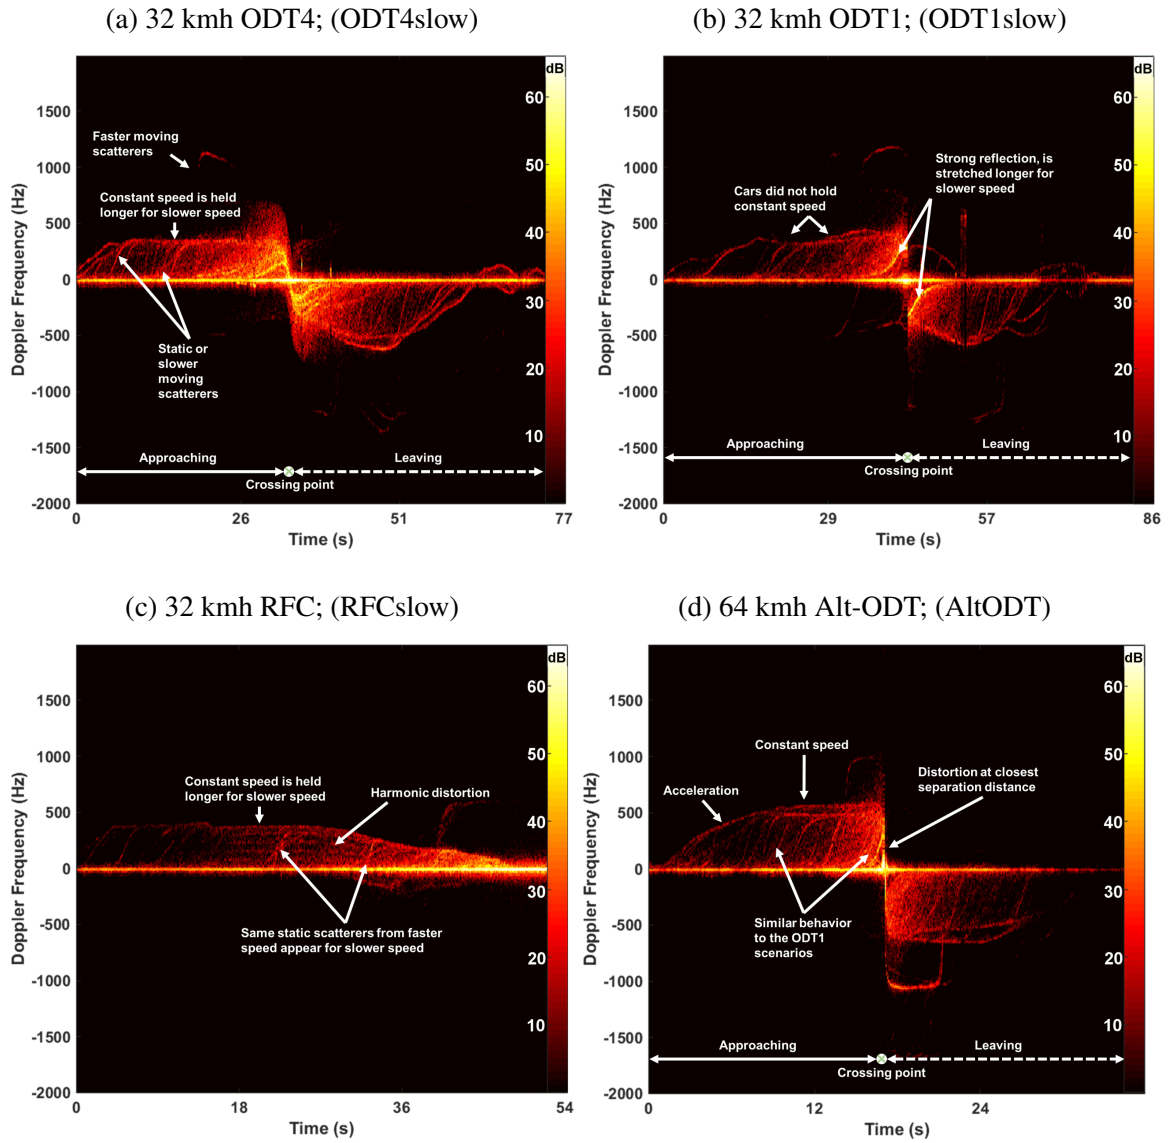 (a) 32 kmh ODT4; (ODT4slow)
dB
60
50
40
30
20
10
1500
1000
500
0
-500
-1000
-1500
-2000
Doppler Frequency (Hz)
Faster moving
scatterers
Constant speed is held
longer for slower speed
Static or
slower
moving
scatterers
Approaching
Leaving
Crossing point
0
26
51
77
Time (s)
(b) 32 kmh ODT1; (ODT1slow)
dB
60
50
40
30
20
10
1500
1000
500
0
-500
-1000
-1500
-2000
Doppler Frequency (Hz)
Strong reflection, is
stretched longer for
slower speed
Cars did not hold
constant speed
Approaching
Leaving
Crossing point
0
29
57
86
Time (s)
(c) 32 kmh RFC; (RFCslow)
dB
60
50
40
30
20
10
1500
1000
500
0
-500
-1000
-1500
-2000
Doppler Frequency (Hz)
Constant speed is held
longer for slower speed
Harmonic distortion
Same static scatterers from faster
speed appear for slower speed
0
18
36
54
Time (s)
(d) 64 kmh Alt-ODT; (AltODT)
dB
60
50
40
30
20
10
1500
1000
500
0
-500
-1000
-1500
-2000
Doppler Frequency (Hz)
Constant speed
Acceleration
Distortion at closest
separation distance
Similar behavior
to the ODT1
scenarios
Approaching
Leaving
Crossing point
0
12
24
Time (s)